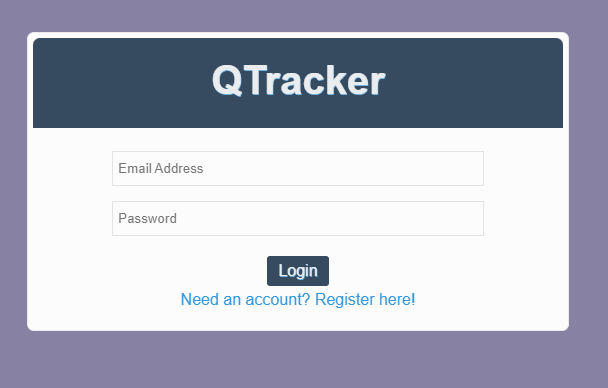 QTracker
Email Address
Password
Login
Need an account? Register here!